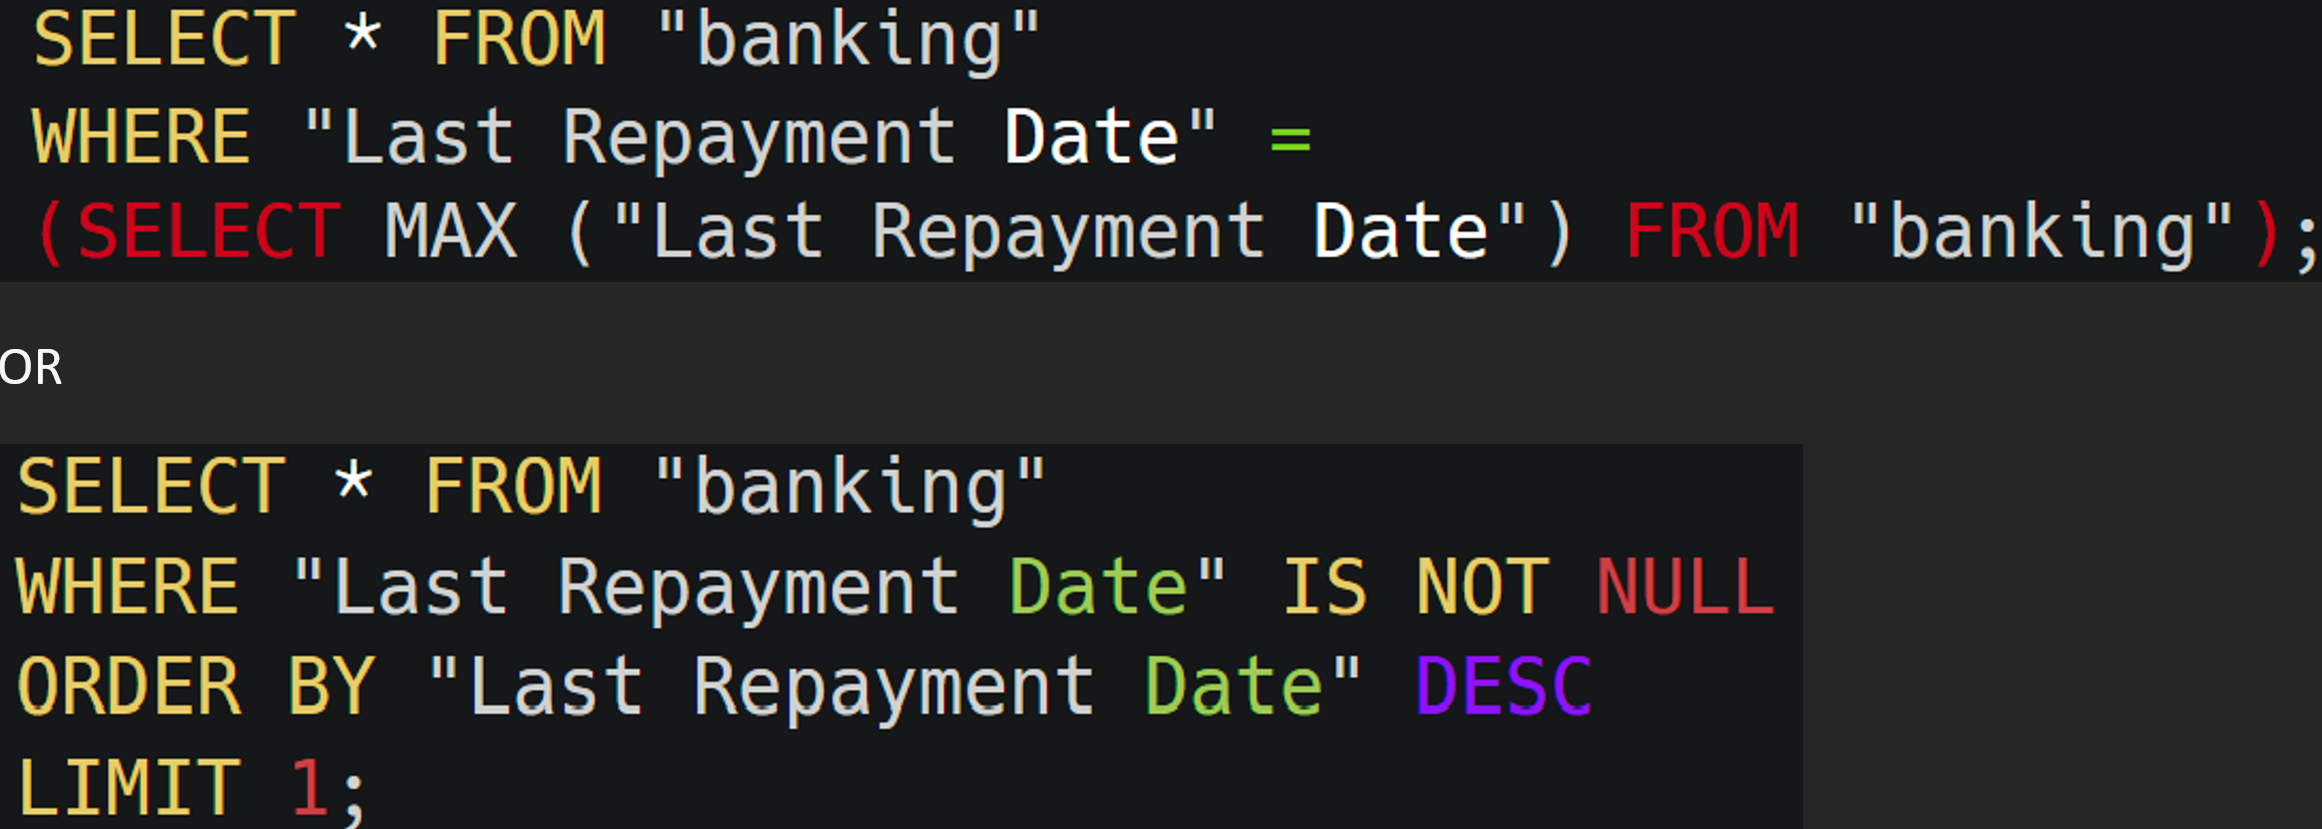 SELECT * FROM "banking"
WHERE "Last Repayment Date" =
(SELECT MAX ("Last Repayment Date") FROM "banking");
OR
SELECT * FROM "banking"
WHERE "Last Repayment Date" IS NOT NULL
ORDER BY "Last Repayment Date" DESC
LIMIT 1;